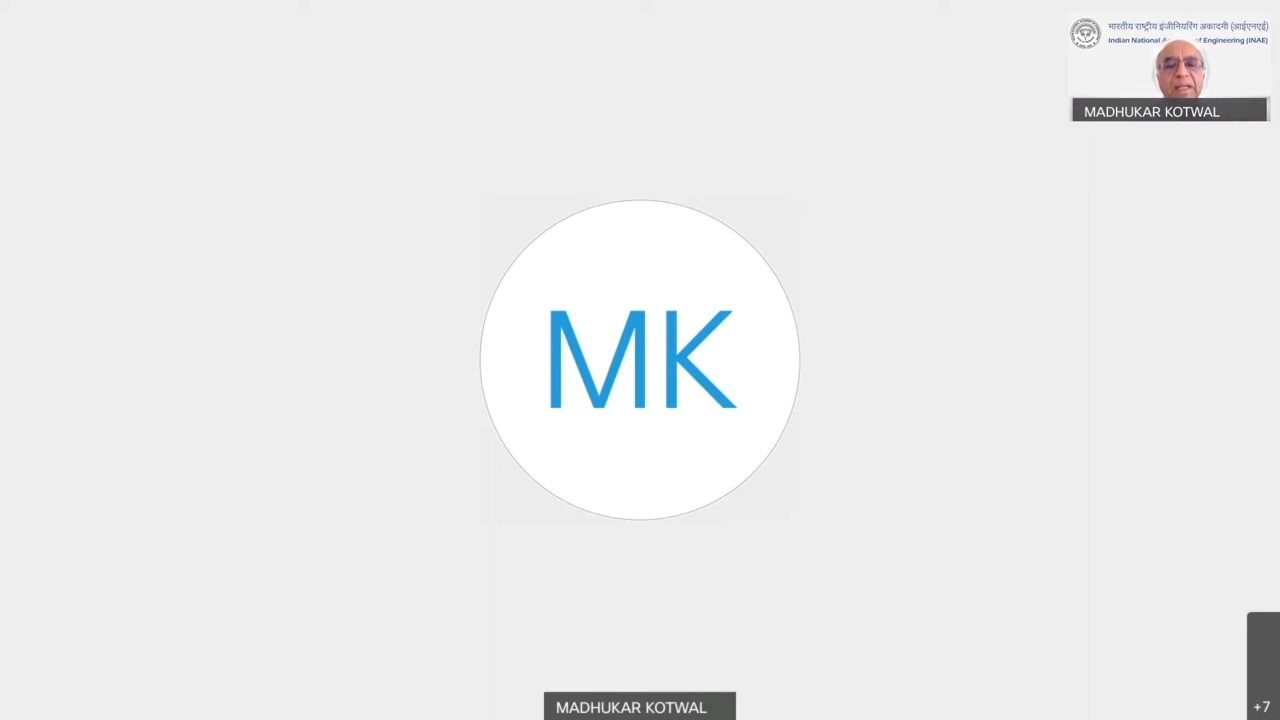 भारतीय राष्ट्रीय इंजीनियरिंग अकादमी (आईएनएई)
Indian National of Engineering (INAE)
MADHUKAR KOTWAL
MK
MADHUKAR KOTWAL
+7